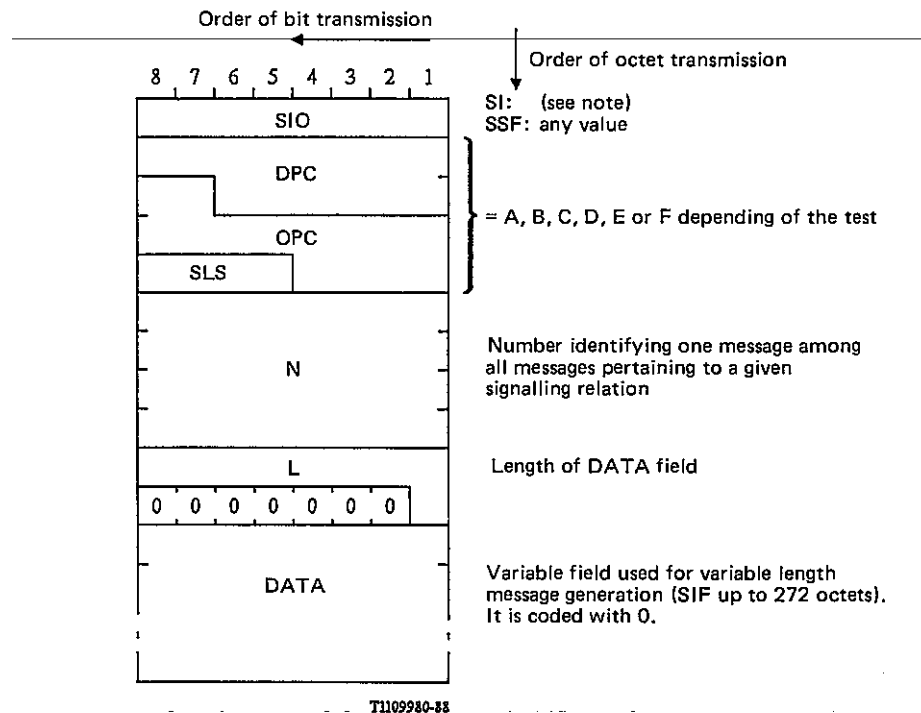 Order of bit transmission
Order of octet transmission
8 7 6 5 4 3 2 1
SI: (see note)
SSF: any value
SIO
DPC
= A, B, C, D, E or F depending of the test
OPC
SLS
Number identifying one message among
all messages pertaining to a given
signalling relation
N
L
Length of DATA field
0 0 0 0 0 0 0
DATA
Variable field used for variable length
message generation (SIF up to 272 octets).
It is coded with 0.
T1109980-88